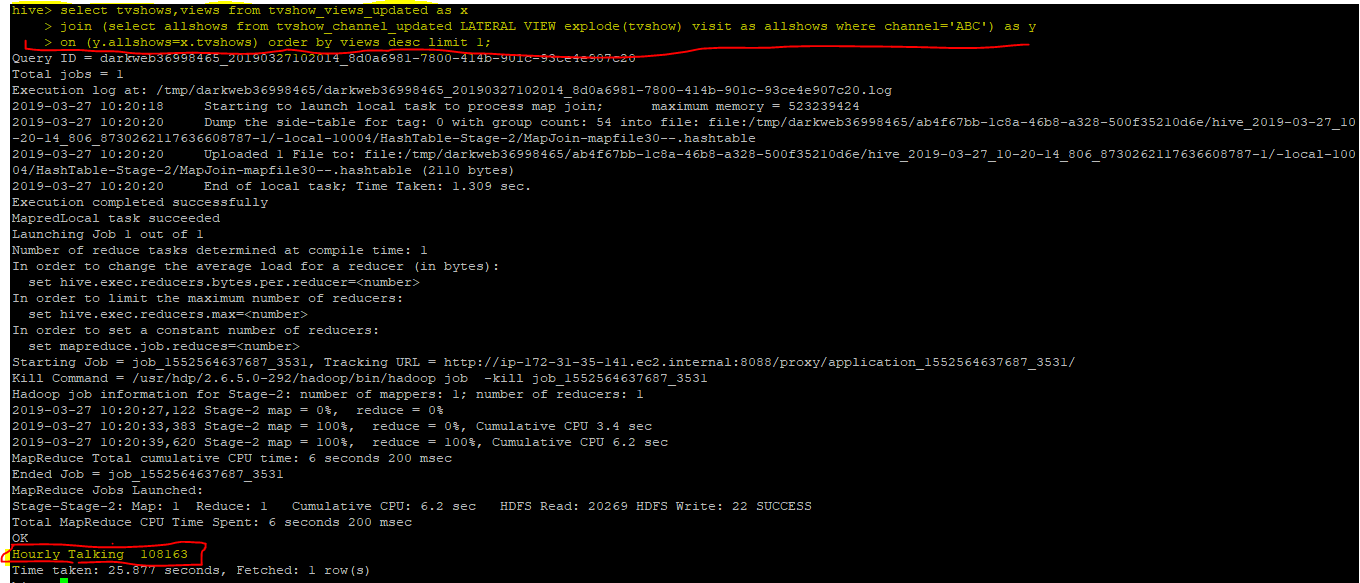 hive> select tvshows,views from tvshow_views_updated as x
    > join (select allshows from tvshow_channel_updated LATERAL VIEW explode(tvshow) visit as allshows where channel='ABC') as y
    > on (y.allshows=x.tvshows) order by views desc limit 1;
Query ID = darkweb36998465_20190327102014_8d0a6981-7800-414b-901c-93ce4e907c20
Total jobs = 1
Execution log at: /tmp/darkweb36998465/darkweb36998465_20190327102014_8d0a6981-7800-414b-901c-93ce4e907c20.log
2019-03-27 10:20:18     Starting to launch local task to process map join;      maximum memory = 523239424
2019-03-27 10:20:20     Dump the side-table for tag: 0 with group count: 54 into file: file:/tmp/darkweb36998465/ab4f67bb-1c8a-46b8-a328-500f35210d6e/hive_2019-03-27_10
-20-14_806_8730262117636608787-1/-local-10004/HashTable-Stage-2/MapJoin-mapfile30--.hashtable
2019-03-27 10:20:20     Uploaded 1 File to: file:/tmp/darkweb36998465/ab4f67bb-1c8a-46b8-a328-500f35210d6e/hive_2019-03-27_10-20-14_806_8730262117636608787-1/-local-100
04/HashTable-Stage-2/MapJoin-mapfile30--.hashtable (2110 bytes)
2019-03-27 10:20:20     End of local task; Time Taken: 1.309 sec.
Execution completed successfully
MapredLocal task succeeded
Launching Job 1 out of 1
Number of reduce tasks determined at compile time: 1
In order to change the average load for a reducer (in bytes):
  set hive.exec.reducers.bytes.per.reducer=<number>
In order to limit the maximum number of reducers:
  set hive.exec.reducers.max=<number>
In order to set a constant number of reducers:
  set mapreduce.job.reduces=<number>
Starting Job = job_1552564637687_3531, Tracking URL = http://ip-172-31-35-141.ec2.internal:8088/proxy/application_1552564637687_3531/
Kill Command = /usr/hdp/2.6.5.0-292/hadoop/bin/hadoop job  -kill job_1552564637687_3531
Hadoop job information for Stage-2: number of mappers: 1; number of reducers: 1
2019-03-27 10:20:27,122 Stage-2 map = 0%,  reduce = 0%
2019-03-27 10:20:33,383 Stage-2 map = 100%,  reduce = 0%, Cumulative CPU 3.4 sec
2019-03-27 10:20:39,620 Stage-2 map = 100%,  reduce = 100%, Cumulative CPU 6.2 sec
MapReduce Total cumulative CPU time: 6 seconds 200 msec
Ended Job = job_1552564637687_3531
MapReduce Jobs Launched:
Stage-Stage-2: Map: 1  Reduce: 1   Cumulative CPU: 6.2 sec   HDFS Read: 20269 HDFS Write: 22 SUCCESS
Total MapReduce CPU Time Spent: 6 seconds 200 msec
OK
Hourly Talking  108163
Time taken: 25.877 seconds, Fetched: 1 row(s)